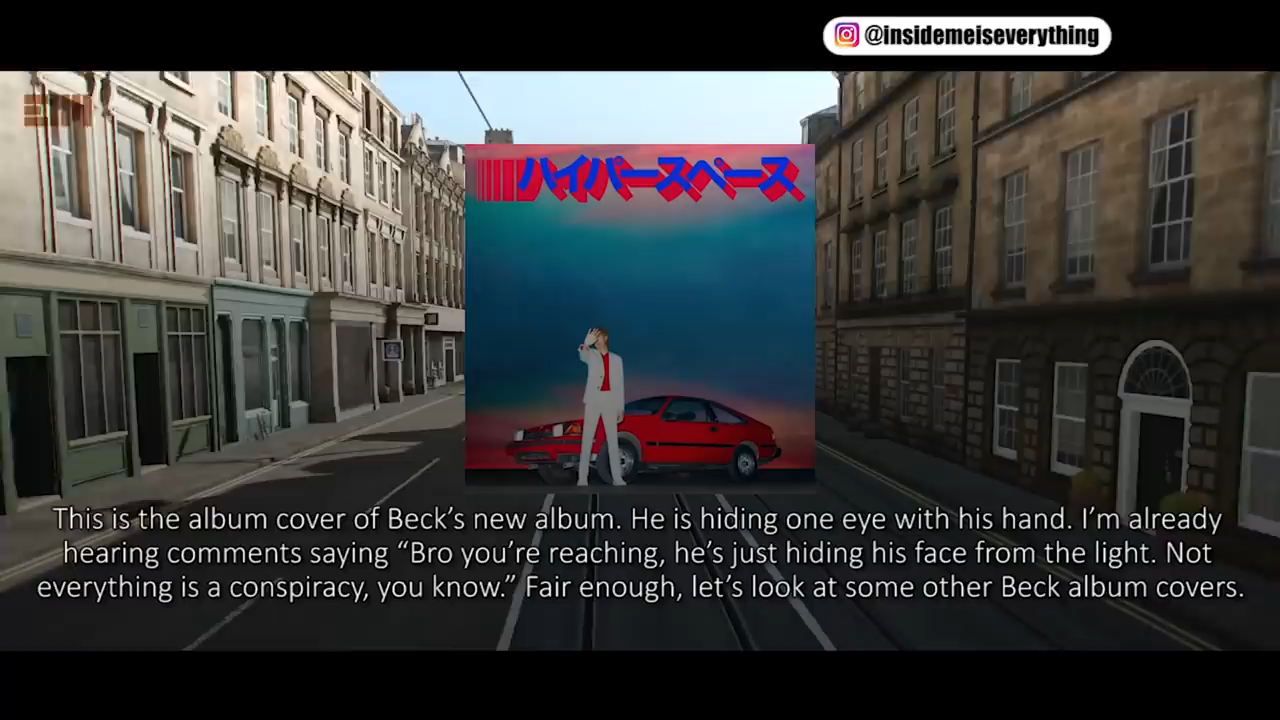 @insidemeiseverything
ハイパースペース
This is the album cover of Beck’s new album. He is hiding one eye with his hand. I’m already
hearing comments saying “Bro you’re reaching, he’s just hiding his face from the light. Not
everything is a conspiracy, you know.” Fair enough, let’s look at some other Beck album covers.